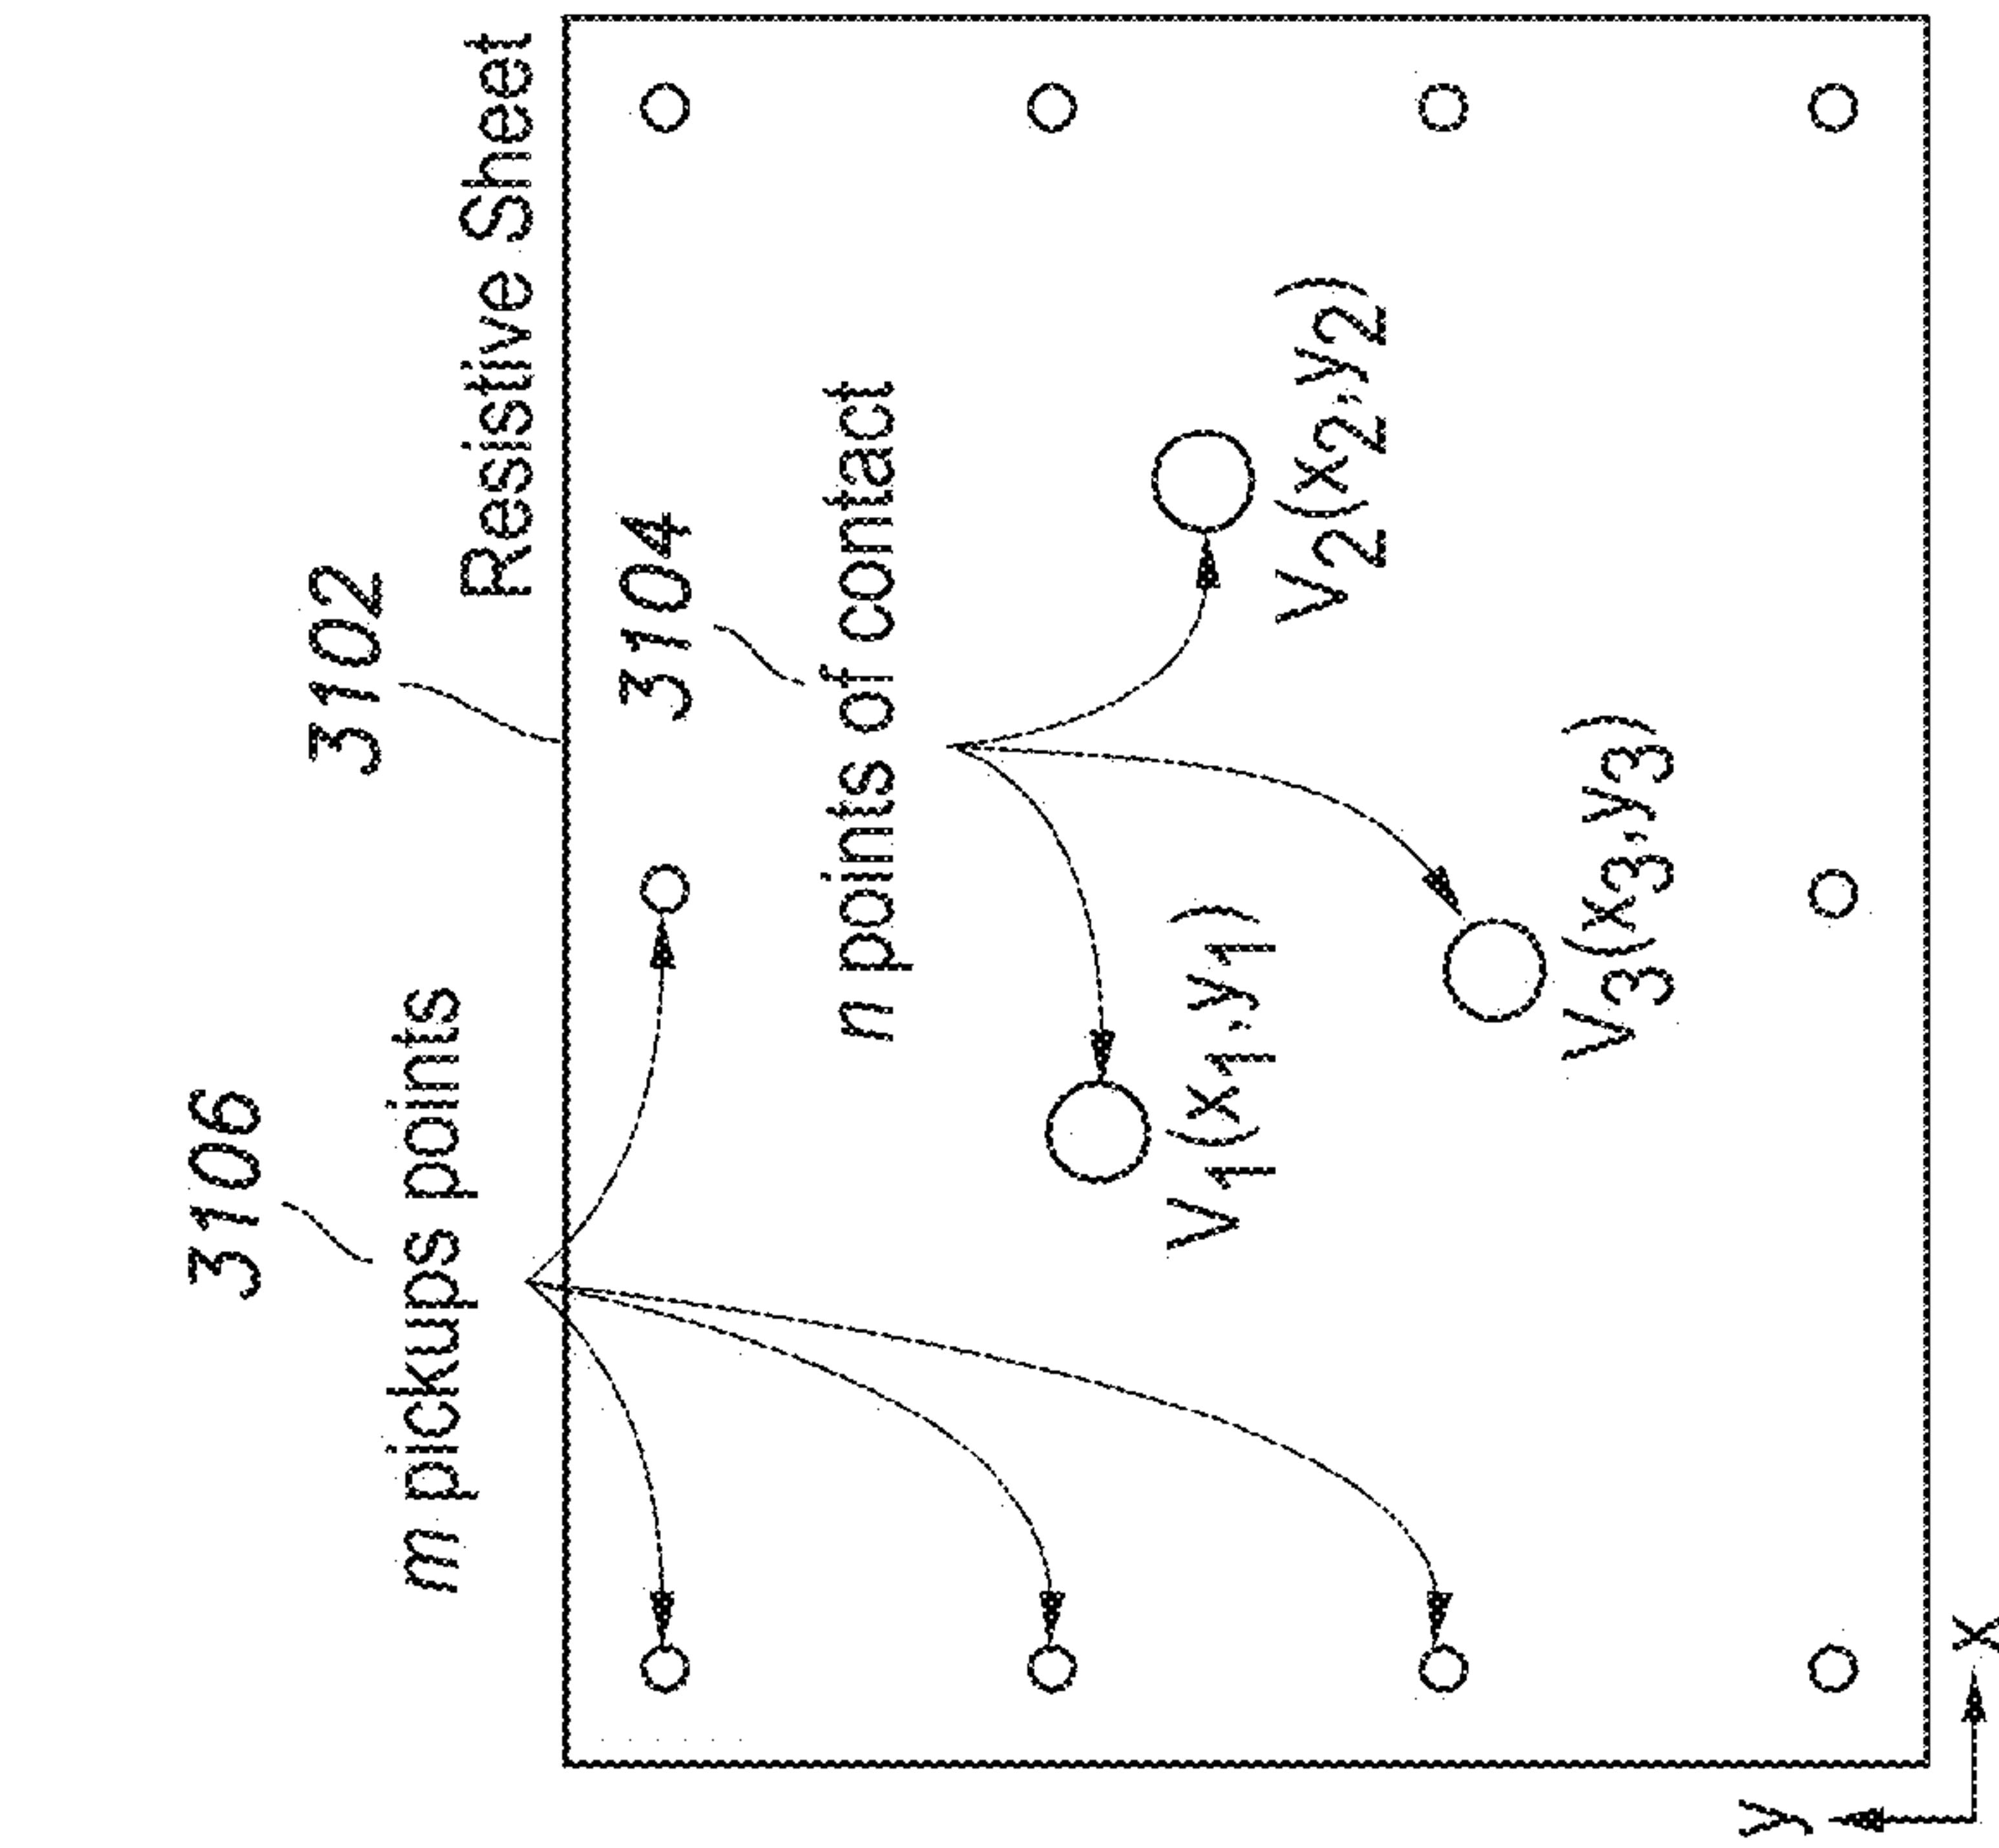 3106
m pickups points
3102
Resistive Sheet
3104
n points of contact
V1(x1,y1)
V2(x2,y2)
V3(x3,y3)
y
x